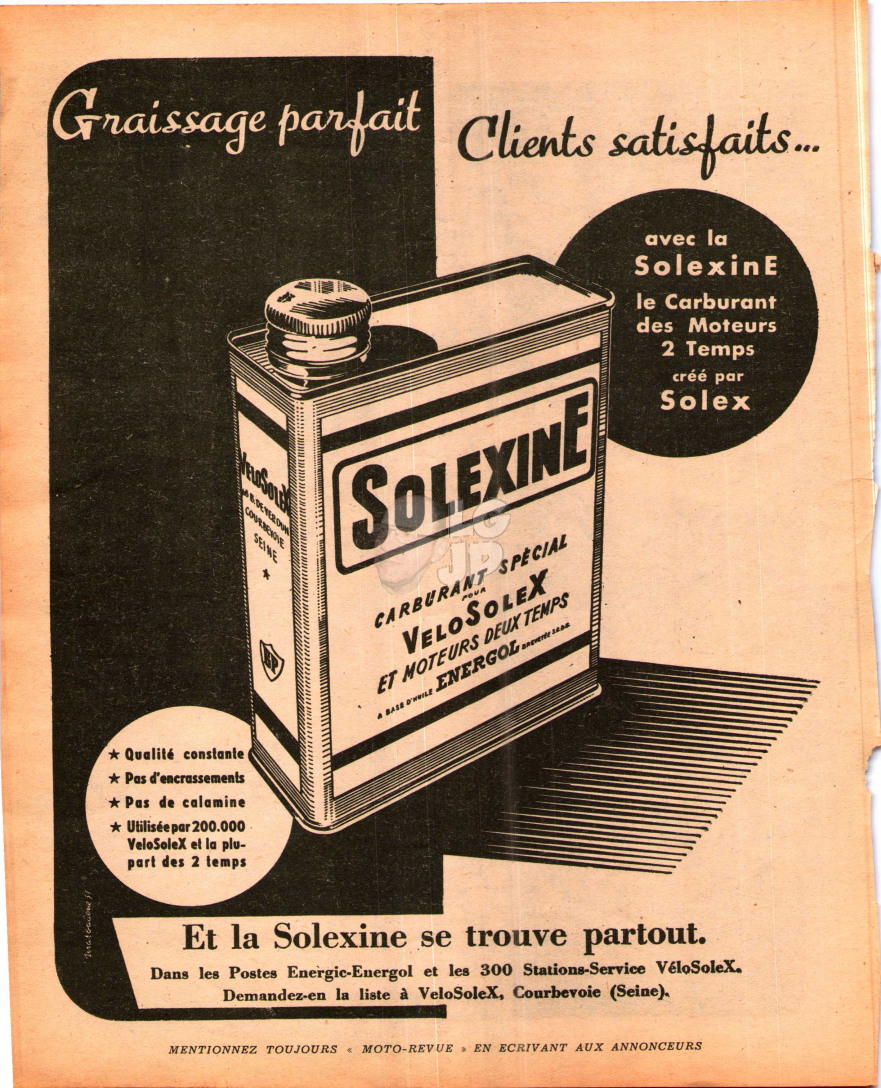 Graissage parfait
Clients satisfaits...
avec la
SolexinE
le Carburant
des Moteurs
2 Temps
créé par
Solex
SOLEXINE
CARBURANT SPÉCIAL
POUR
VELOSOLEX
ET MOTEURS DEUX TEMPS
A BASE D'HUILE ENERGOL BREVETÉE S.G.D.G.
VELOSOLEX
R. DE VERDUN
COURBEVOIE
SEINE
BP
★ Qualité constante
★ Pas d'encrassements
★ Pas de calamine
★ Utilisée par 200.000
VeloSoleX et la plu-
part des 2 temps
Et la Solexine se trouve partout.
Dans les Postes Energic-Energol et les 300 Stations-Service VéloSoleX.
Demandez-en la liste à VeloSoleX, Courbevoie (Seine).
MENTIONNEZ TOUJOURS « MOTO-REVUE » EN ECRIVANT AUX ANNONCEURS